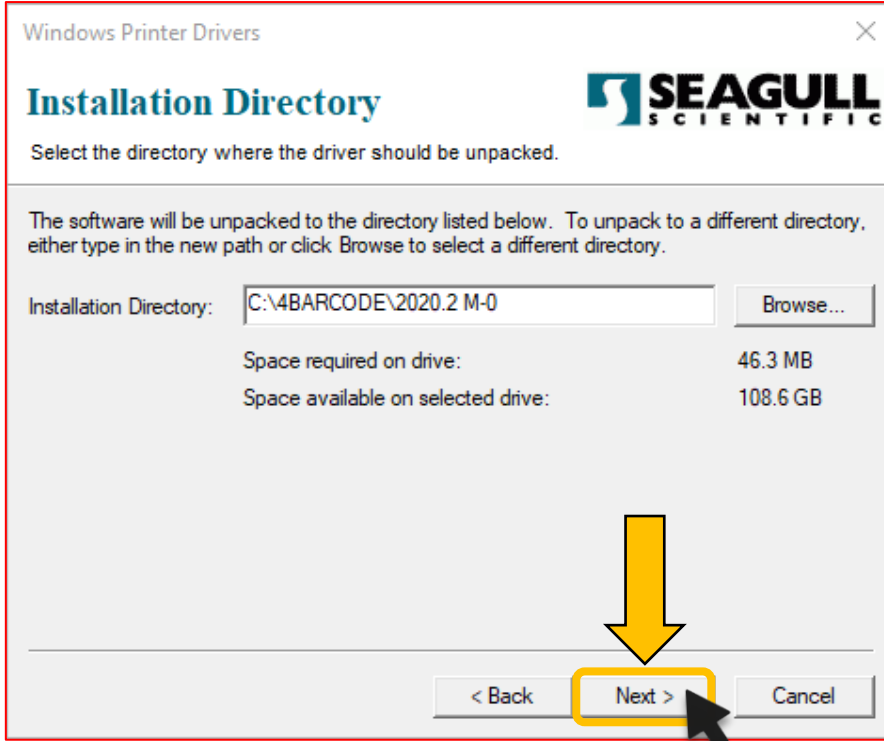 Windows Printer Drivers
Installation Directory
SEAGULL
SCIENTIFIC
Select the directory where the driver should be unpacked.
The software will be unpacked to the directory listed below. To unpack to a different directory,
either type in the new path or click Browse to select a different directory.
Installation Directory: C:\4BARCODE\2020.2 M-0 Browse...
Space required on drive: 46.3 MB
Space available on selected drive: 108.6 GB
< Back Next > Cancel